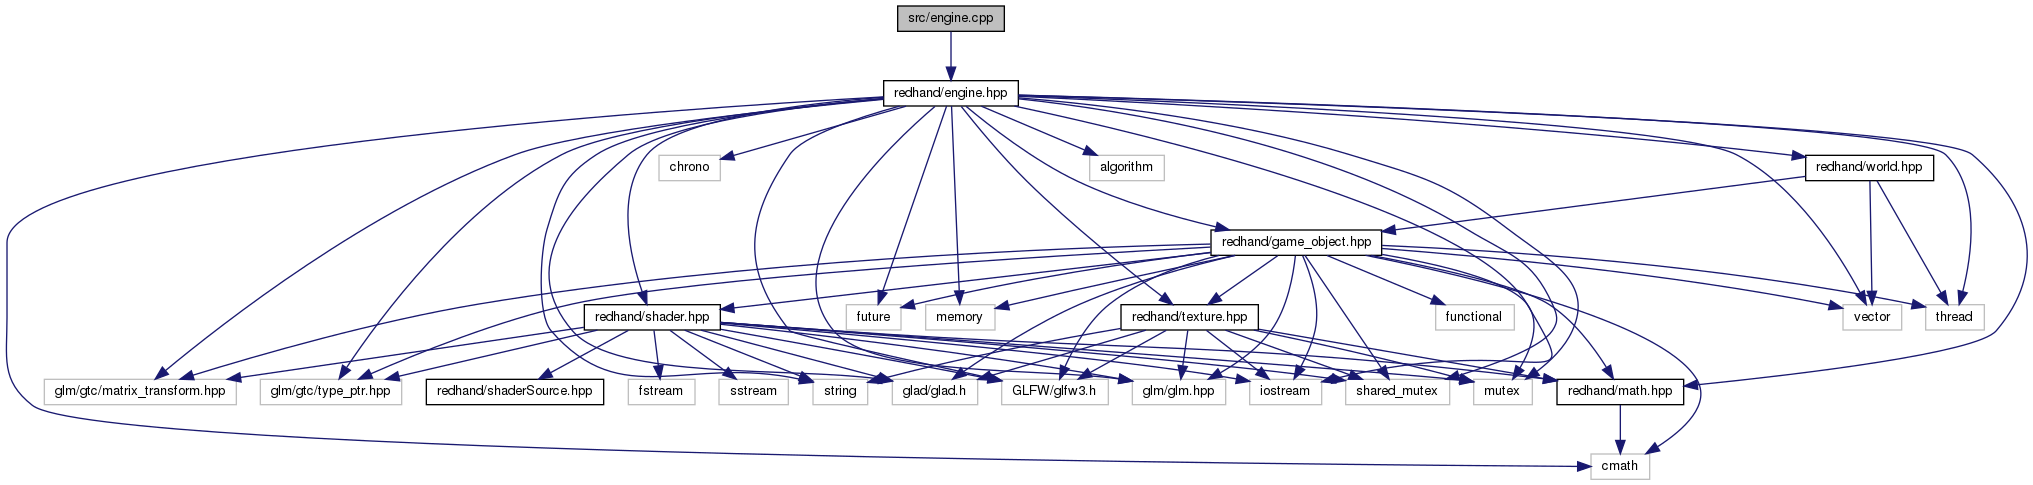 src/engine.cpp
redhand/engine.hpp
chrono
algorithm
redhand/world.hpp
redhand/game_object.hpp
redhand/shader.hpp
future
memory
redhand/texture.hpp
functional
vector
thread
glm/gtc/matrix_transform.hpp
glm/gtc/type_ptr.hpp
redhand/shaderSource.hpp
fstream
sstream
string
glad/glad.h
GLFW/glfw3.h
glm/glm.hpp
iostream
shared_mutex
mutex
redhand/math.hpp
cmath